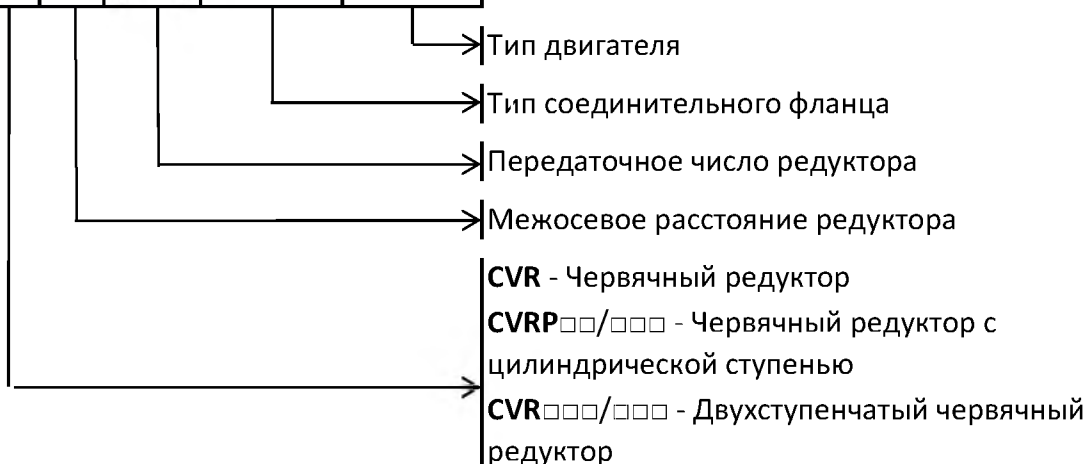 Тип двигателя
Тип соединительного фланца
Передаточное число редуктора
Межосевое расстояние редуктора
CVR - Червячный редуктор
CVRP□□/□□□ - Червячный редуктор с
цилиндрической ступенью
CVR□□□/□□□ - Двухступенчатый червячный
редуктор